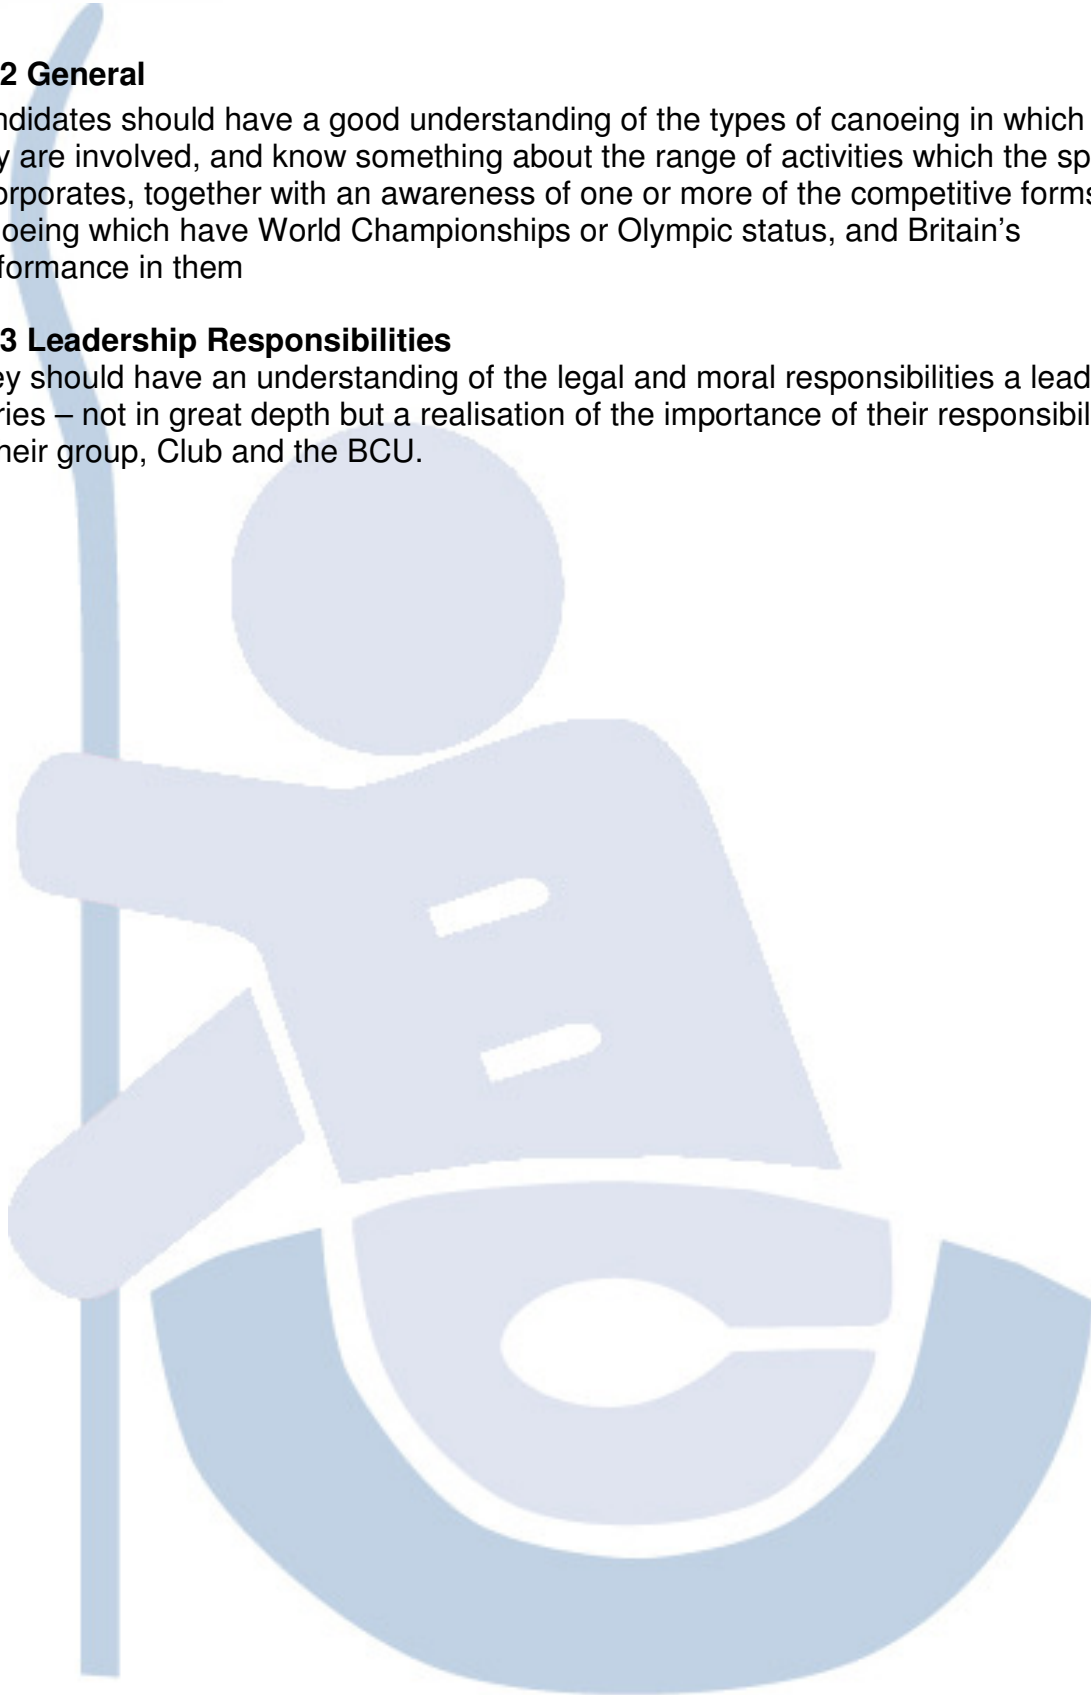 2 General
ndidates should have a good understanding of the types of canoeing in which
y are involved, and know something about the range of activities which the sp
orporates, together with an awareness of one or more of the competitive forms
oeing which have World Championships or Olympic status, and Britain’s
formance in them
3 Leadership Responsibilities
ey should have an understanding of the legal and moral responsibilities a lead
ries – not in great depth but a realisation of the importance of their responsibil
heir group, Club and the BCU.